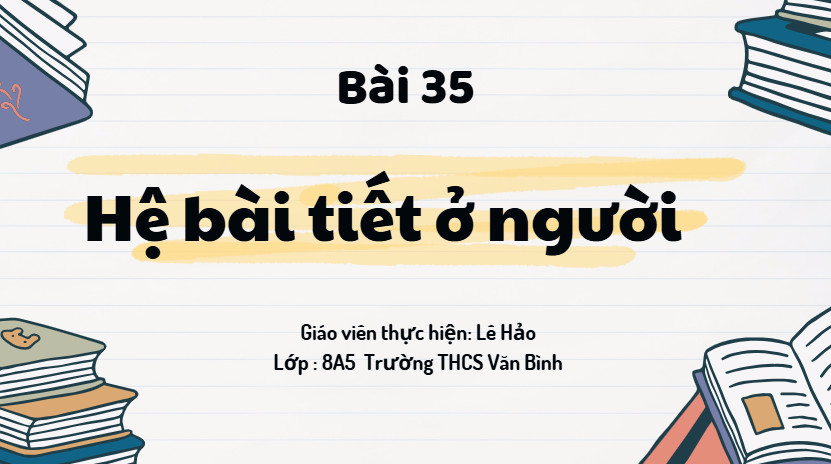 Bài 35
Hệ bài tiết ở người
Giáo viên thực hiện: Lê Hảo
Lớp : 8A5 Trường THCS Văn Bình